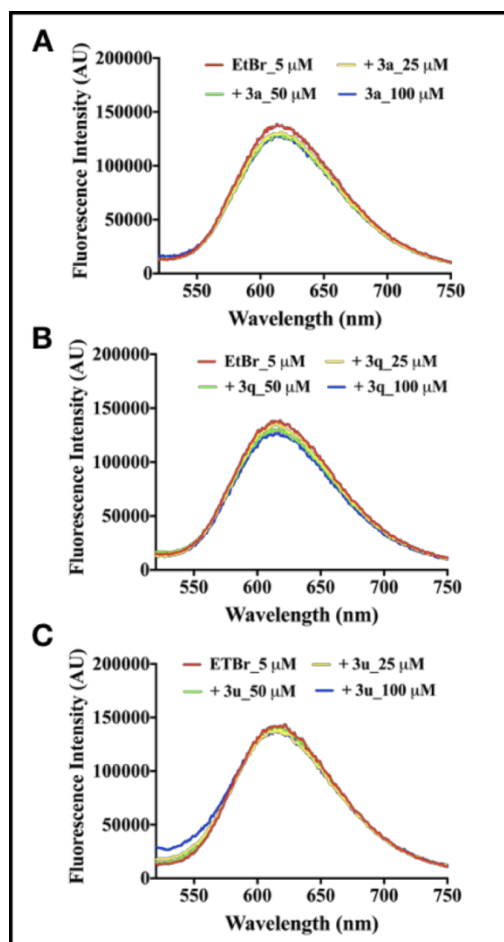 A
EtBr_5 μM + 3a_25 μM
+ 3a_50 μM 3a_100 μM
Fluorescence Intensity (AU)
200000
150000
100000
50000
0
550 600 650 700 750
Wavelength (nm)
B
EtBr_5 μM + 3q_25 μM
+ 3q_50 μM + 3q_100 μM
Fluorescence Intensity (AU)
200000
150000
100000
50000
0
550 600 650 700 750
Wavelength (nm)
C
ETBr_5 μM + 3u_25 μM
+ 3u_50 μM + 3u_100 μM
Fluorescence Intensity (AU)
200000
150000
100000
50000
0
550 600 650 700 750
Wavelength (nm)